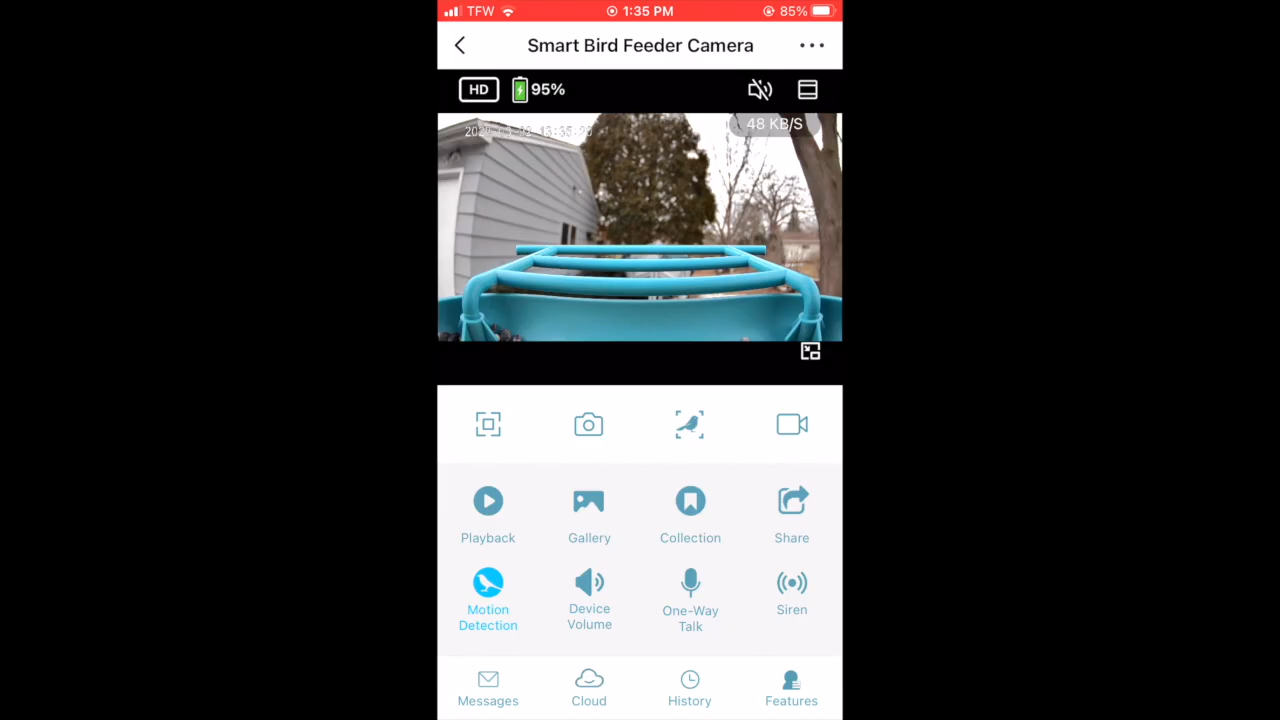 TFW 1:35 PM 85%
Smart Bird Feeder Camera
HD 95%
48 KB/S
Playback Gallery Collection Share
Motion Detection
Device Volume
One-Way Talk
Siren
Messages Cloud History Features